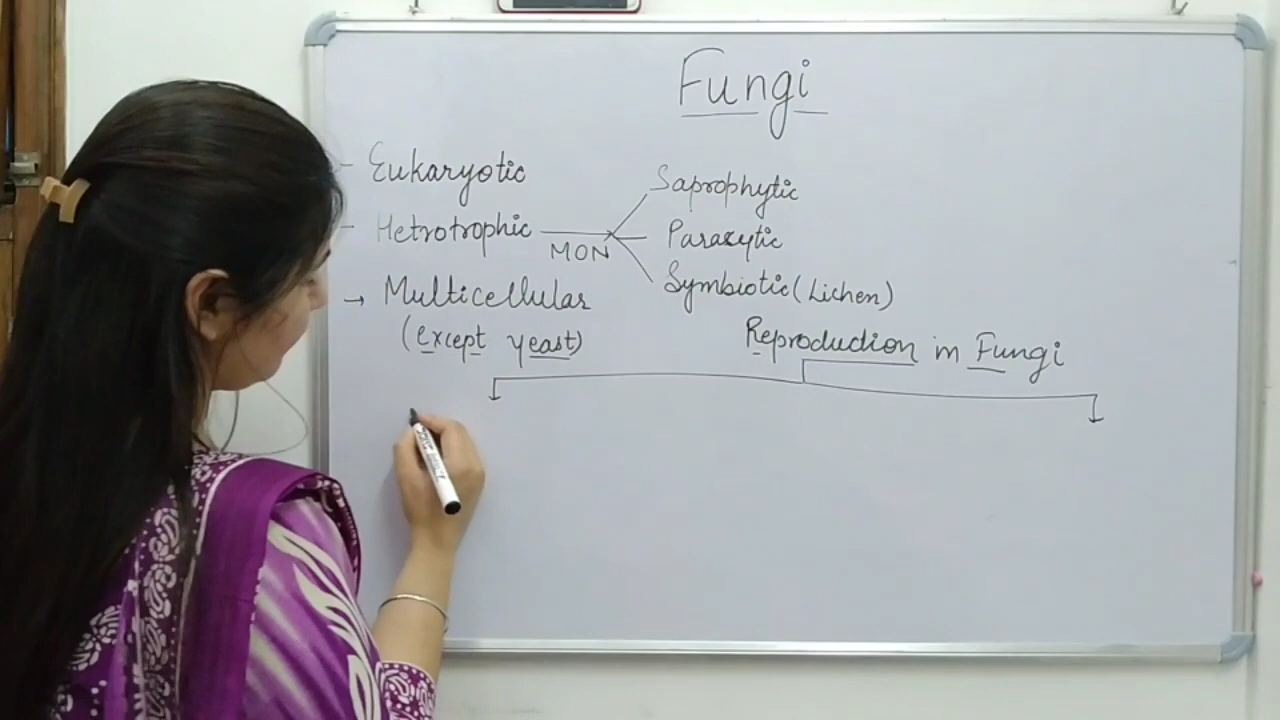 Fungi
- Eukaryotic
- Hetrotrophic
MON
Saprophytic
Parasytic
Symbiotic (Lichen)
→ Multicellular
(except yeast)
Reproduction in Fungi